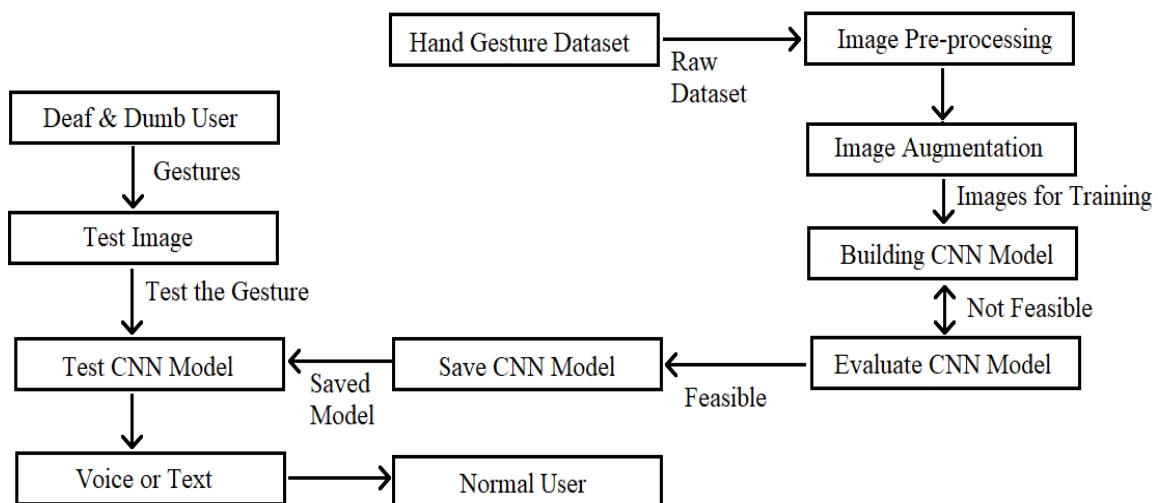 Hand Gesture Dataset
Raw
Dataset
Image Pre-processing
Image Augmentation
Images for Training
Building CNN Model
Not Feasible
Evaluate CNN Model
Feasible
Save CNN Model
Saved
Model
Deaf & Dumb User
Gestures
Test Image
Test the Gesture
Test CNN Model
Voice or Text
Normal User